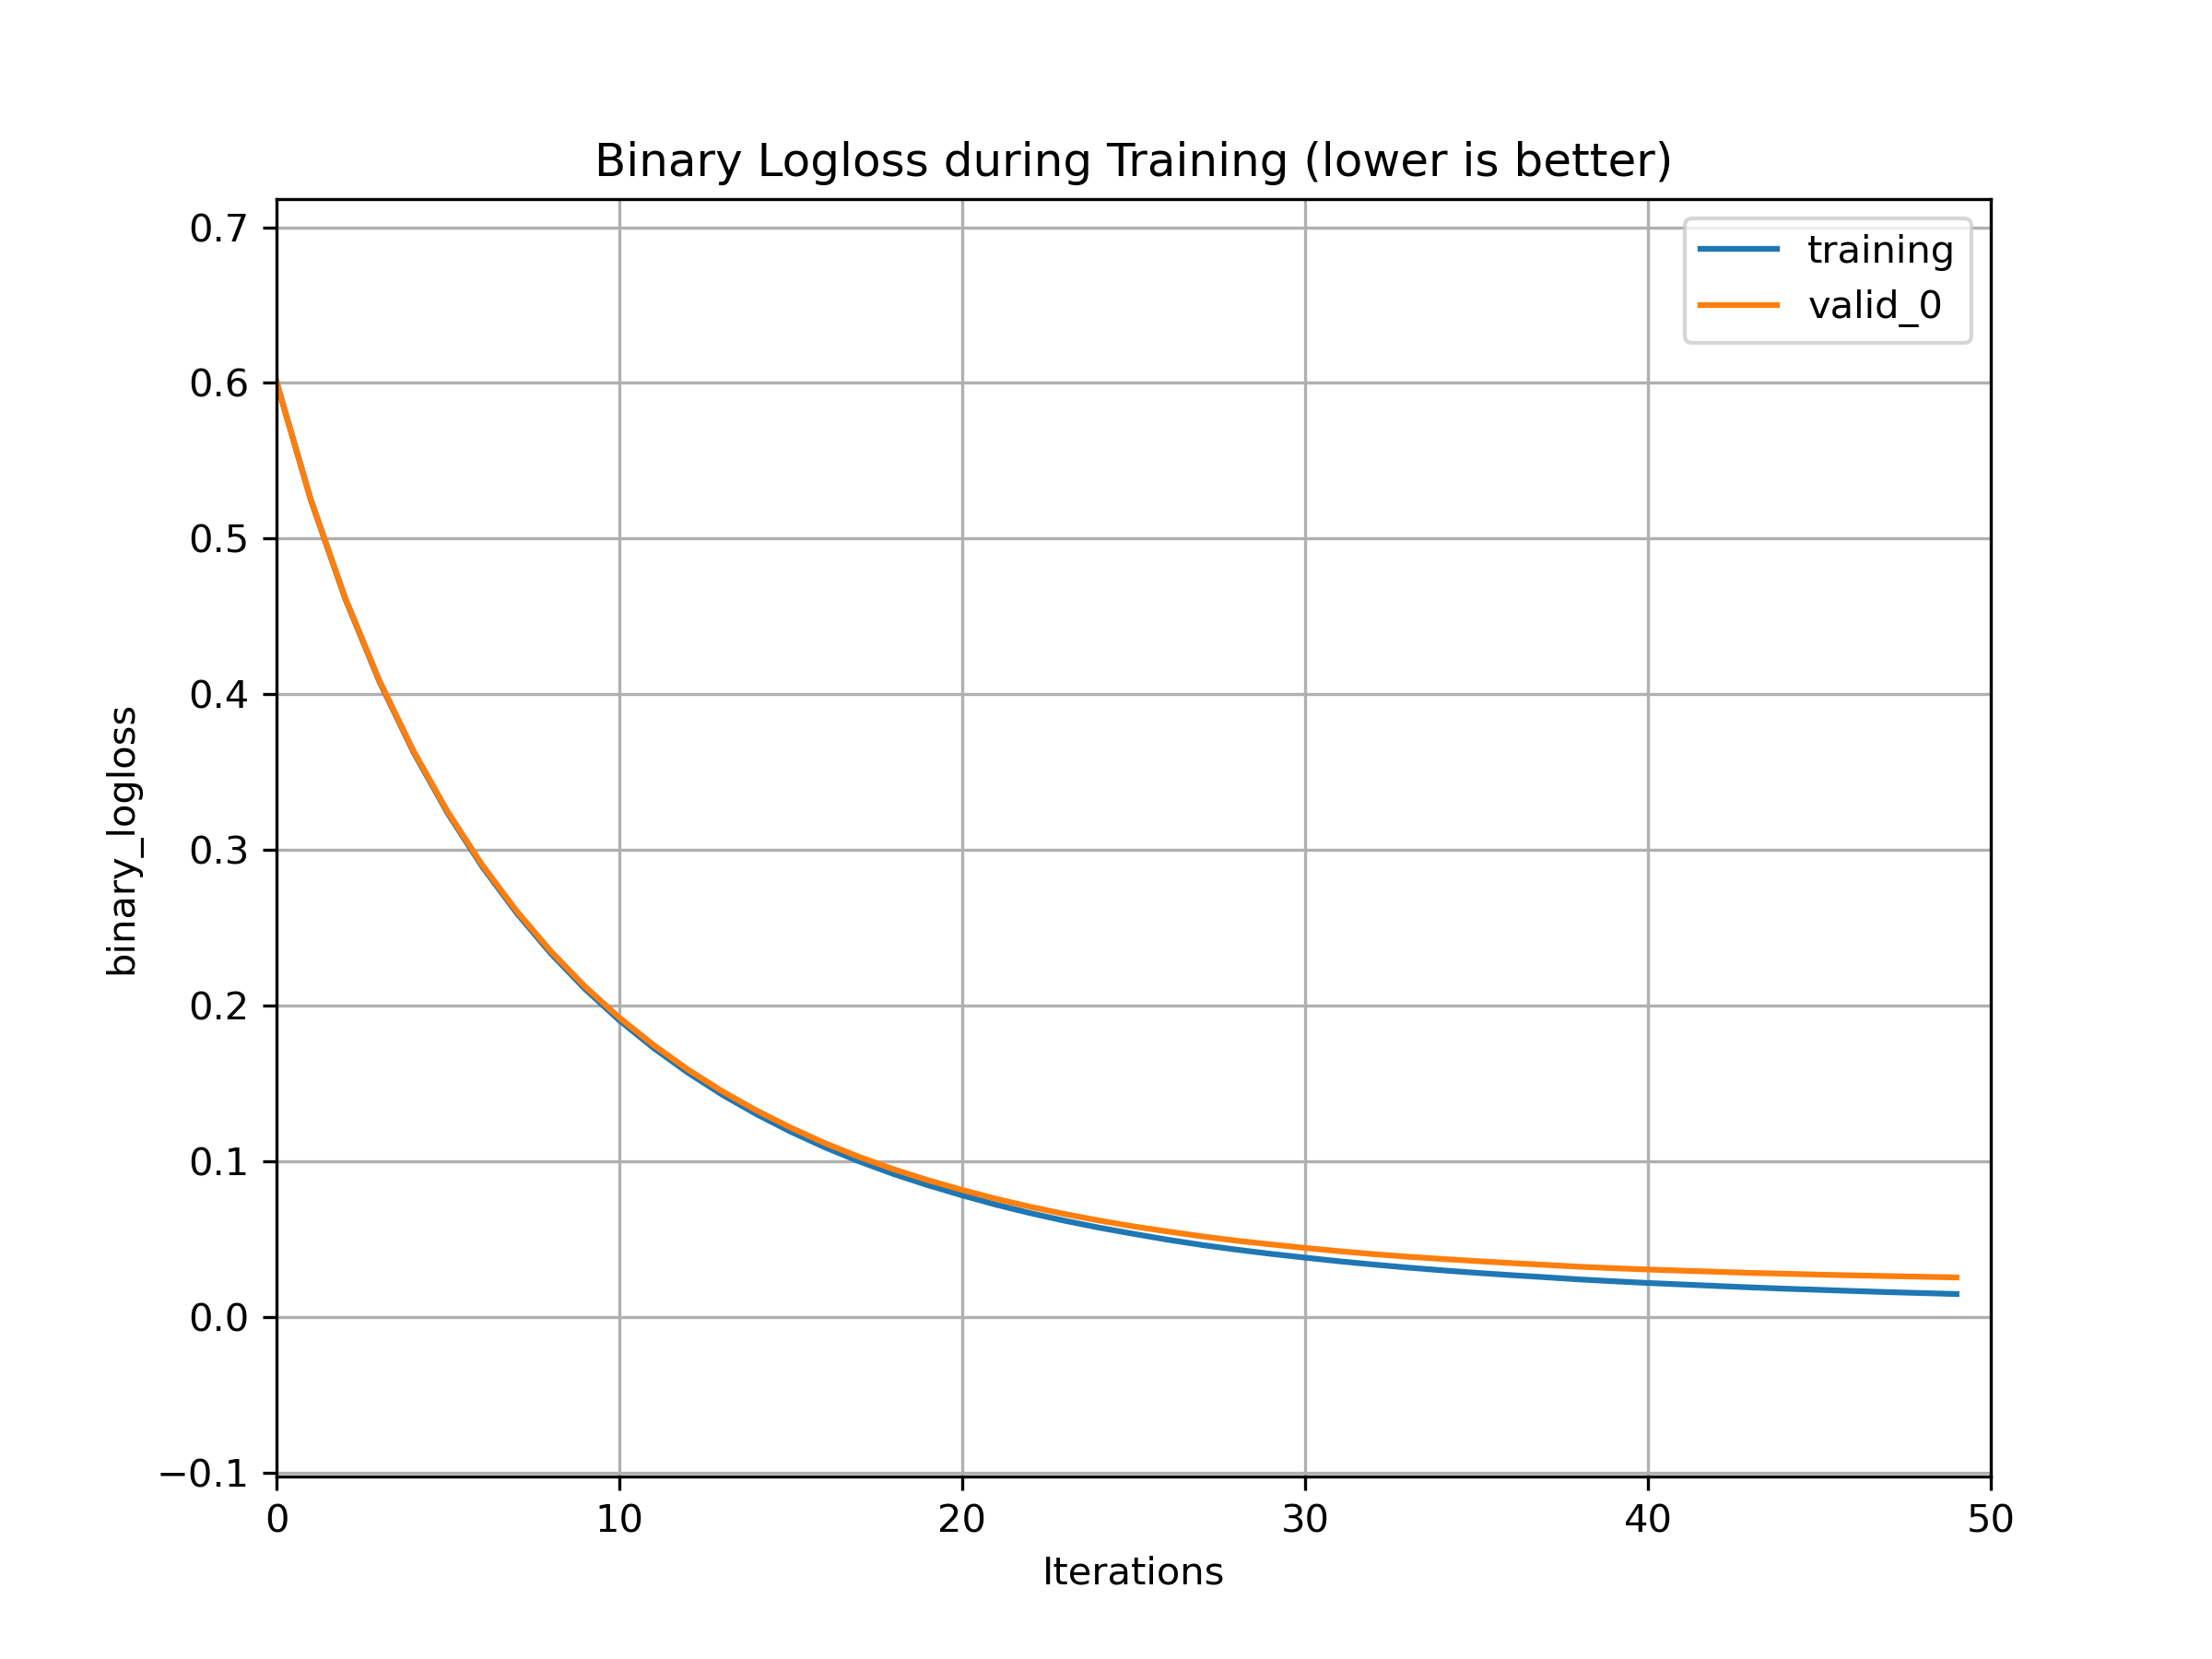 Binary Logloss during Training (lower is better)
training
valid_0
0.7
0.6
0.5
0.4
0.3
0.2
0.1
0.0
−0.1
binary_logloss
0 10 20 30 40 50
Iterations